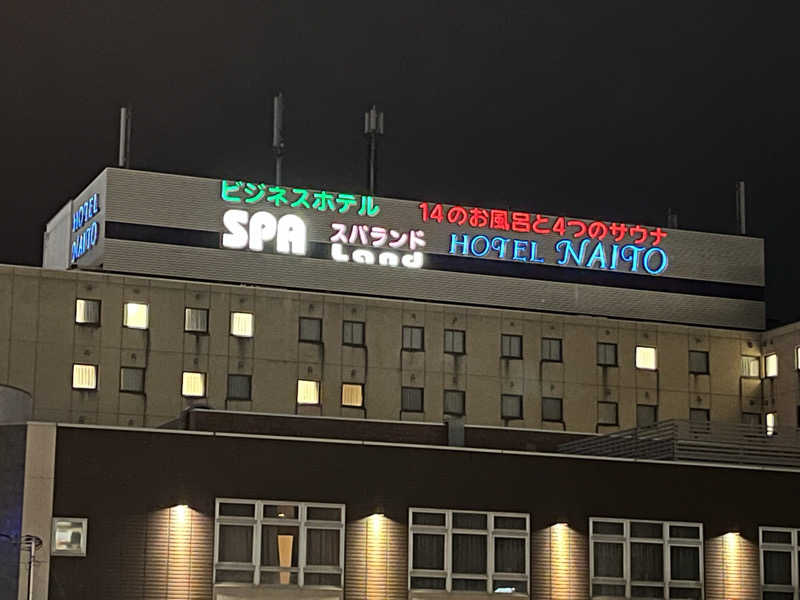 HOTEL
NAITO
ビジネスホテル
SPA スパランド
Land
14のお風呂と4つのサウナ
HOTEL NAITO